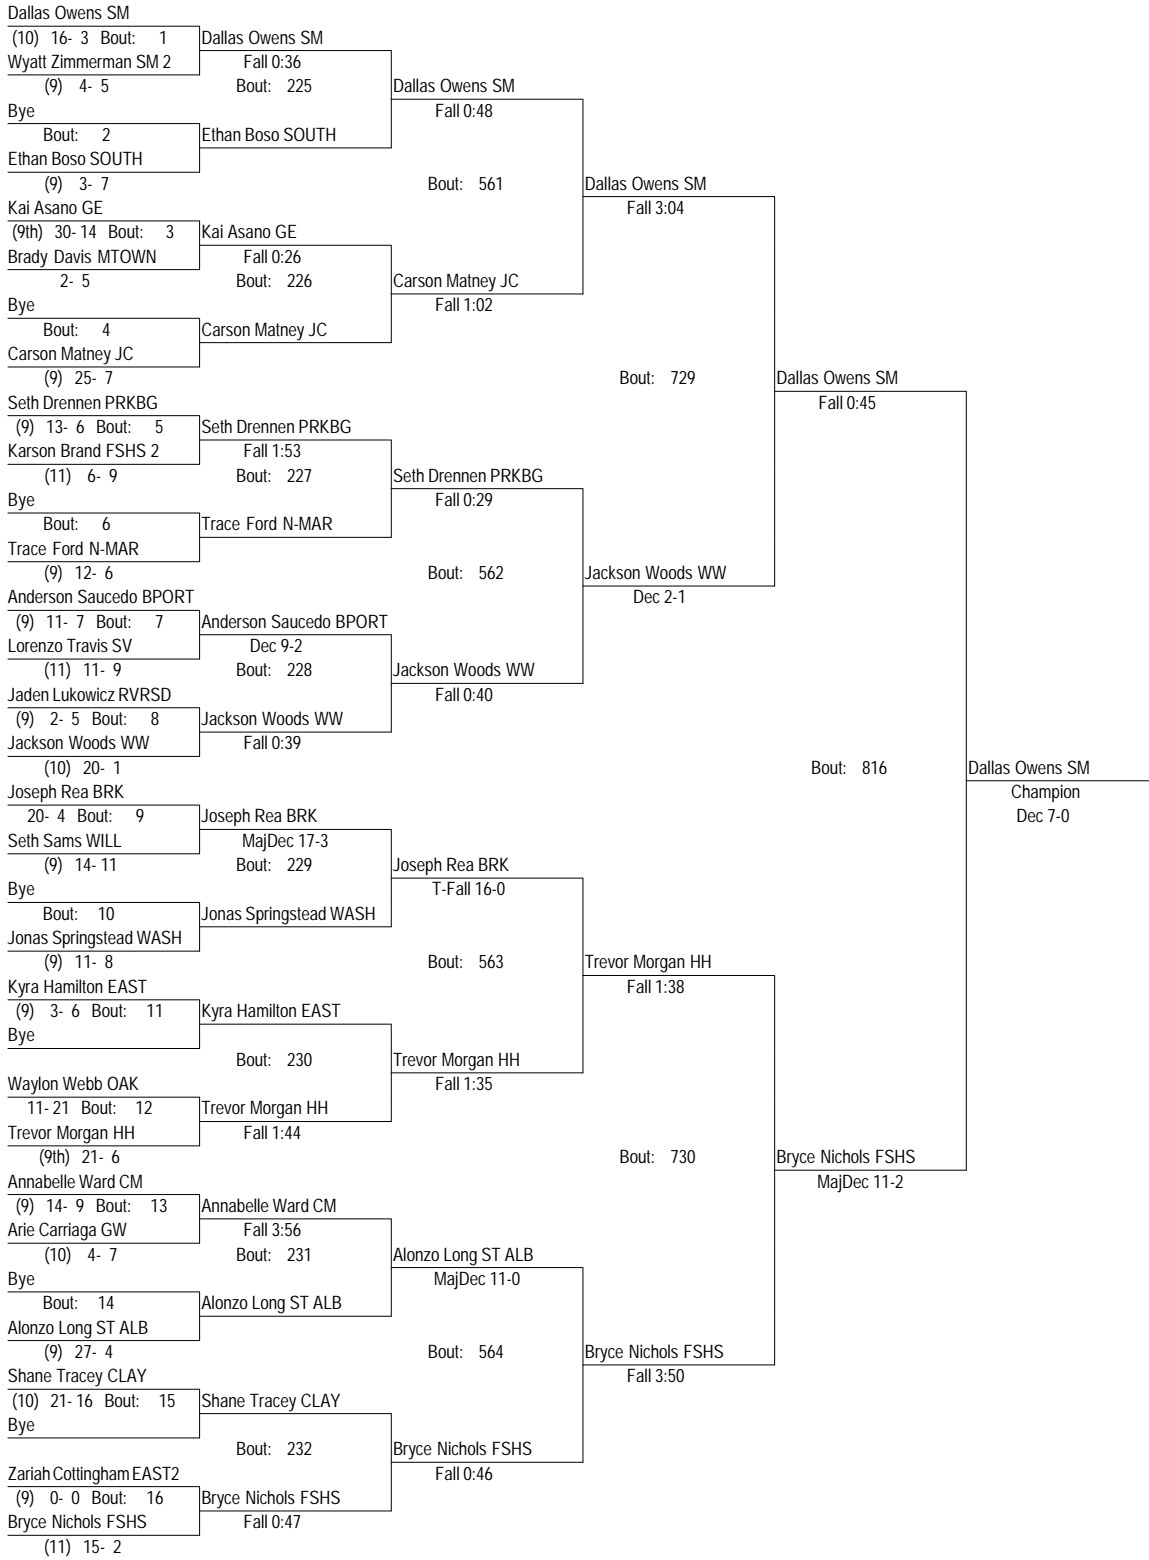 Dallas Owens SM
(10) 16- 3 Bout: 1 Dallas Owens SM
Wyatt Zimmerman SM 2 Fall 0:36
(9) 4- 5 Bout: 225 Dallas Owens SM
Bye Fall 0:48
Bout: 2 Ethan Boso SOUTH
Ethan Boso SOUTH
(9) 3- 7 Bout: 561 Dallas Owens SM
Kai Asano GE Fall 3:04
(9th) 30- 14 Bout: 3 Kai Asano GE
Brady Davis MTOWN Fall 0:26
2- 5 Bout: 226 Carson Matney JC
Bye Fall 1:02
Bout: 4 Carson Matney JC
Carson Matney JC
(9) 25- 7 Bout: 729 Dallas Owens SM
Seth Drennen PRKBG Fall 0:45
(9) 13- 6 Bout: 5 Seth Drennen PRKBG
Karson Brand FSHS 2 Fall 1:53
(11) 6- 9 Bout: 227 Seth Drennen PRKBG
Bye Fall 0:29
Bout: 6 Trace Ford N-MAR
Trace Ford N-MAR
(9) 12- 6 Bout: 562 Jackson Woods WW
Anderson Saucedo BPORT Dec 2-1
(9) 11- 7 Bout: 7 Anderson Saucedo BPORT
Lorenzo Travis SV Dec 9-2
(11) 11- 9 Bout: 228 Jackson Woods WW
Jaden Lukowicz RVRSD Fall 0:40
(9) 2- 5 Bout: 8 Jackson Woods WW
Jackson Woods WW Fall 0:39
(10) 20- 1 Bout: 816 Dallas Owens SM
Joseph Rea BRK Champion
20- 4 Bout: 9 Joseph Rea BRK Dec 7-0
Seth Sams WILL MajDec 17-3
(9) 14- 11 Bout: 229 Joseph Rea BRK
Bye T-Fall 16-0
Bout: 10 Jonas Springstead WASH
Jonas Springstead WASH
(9) 11- 8 Bout: 563 Trevor Morgan HH
Kyra Hamilton EAST Fall 1:38
(9) 3- 6 Bout: 11 Kyra Hamilton EAST
Bye
Bout: 230 Trevor Morgan HH
Waylon Webb OAK Fall 1:35
11- 21 Bout: 12 Trevor Morgan HH
Trevor Morgan HH Fall 1:44
(9th) 21- 6 Bout: 730 Bryce Nichols FSHS
Annabelle Ward CM MajDec 11-2
(9) 14- 9 Bout: 13 Annabelle Ward CM
Arie Carriaga GW Fall 3:56
(10) 4- 7 Bout: 231 Alonzo Long ST ALB
Bye MajDec 11-0
Bout: 14 Alonzo Long ST ALB
Alonzo Long ST ALB
(9) 27- 4 Bout: 564 Bryce Nichols FSHS
Shane Tracey CLAY Fall 3:50
(10) 21- 16 Bout: 15 Shane Tracey CLAY
Bye
Bout: 232 Bryce Nichols FSHS
Zariah Cottingham EAST2 Fall 0:46
(9) 0- 0 Bout: 16 Bryce Nichols FSHS
Bryce Nichols FSHS Fall 0:47
(11) 15- 2